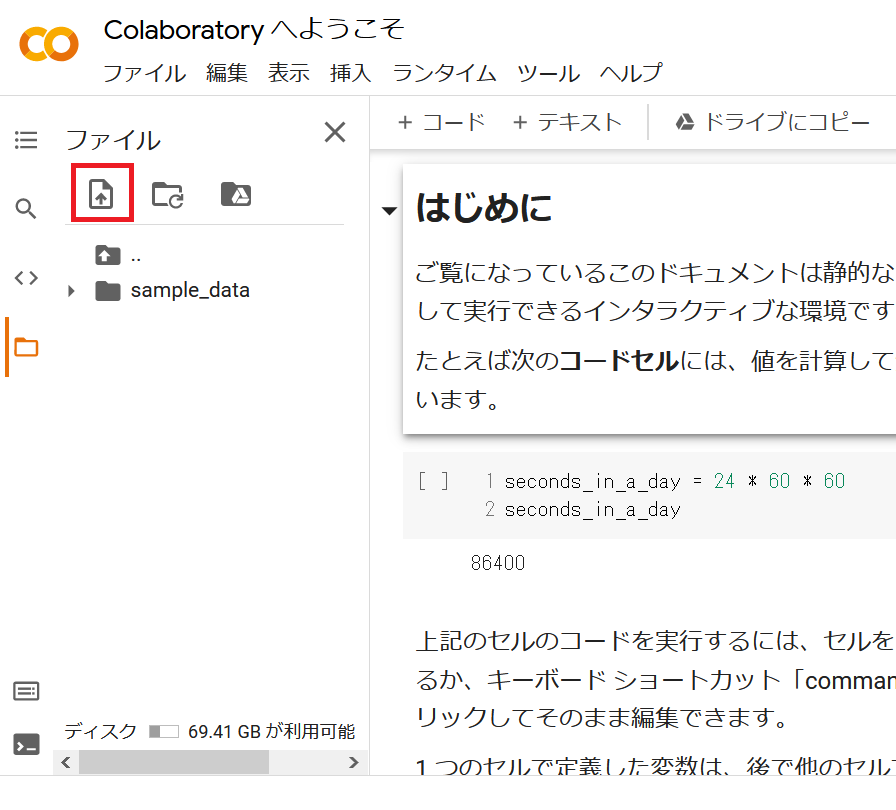 Colaboratory へようこそ
ファイル 編集 表示 挿入 ランタイム ツール ヘルプ
ファイル
..
sample_data
ディスク 69.41 GB が利用可能
+ コード + テキスト ドライブにコピー
はじめに
ご覧になっているこのドキュメントは静的な
して実行できるインタラクティブな環境です
たとえば次のコードセルには、値を計算して
います。
[ ] 1 seconds_in_a_day = 24 * 60 * 60
2 seconds_in_a_day
86400
上記のセルのコードを実行するには、セルを
るか、キーボード ショートカット「comman
リックしてそのまま編集できます。
1 つのセルで定義した変数は、後で他のセルで